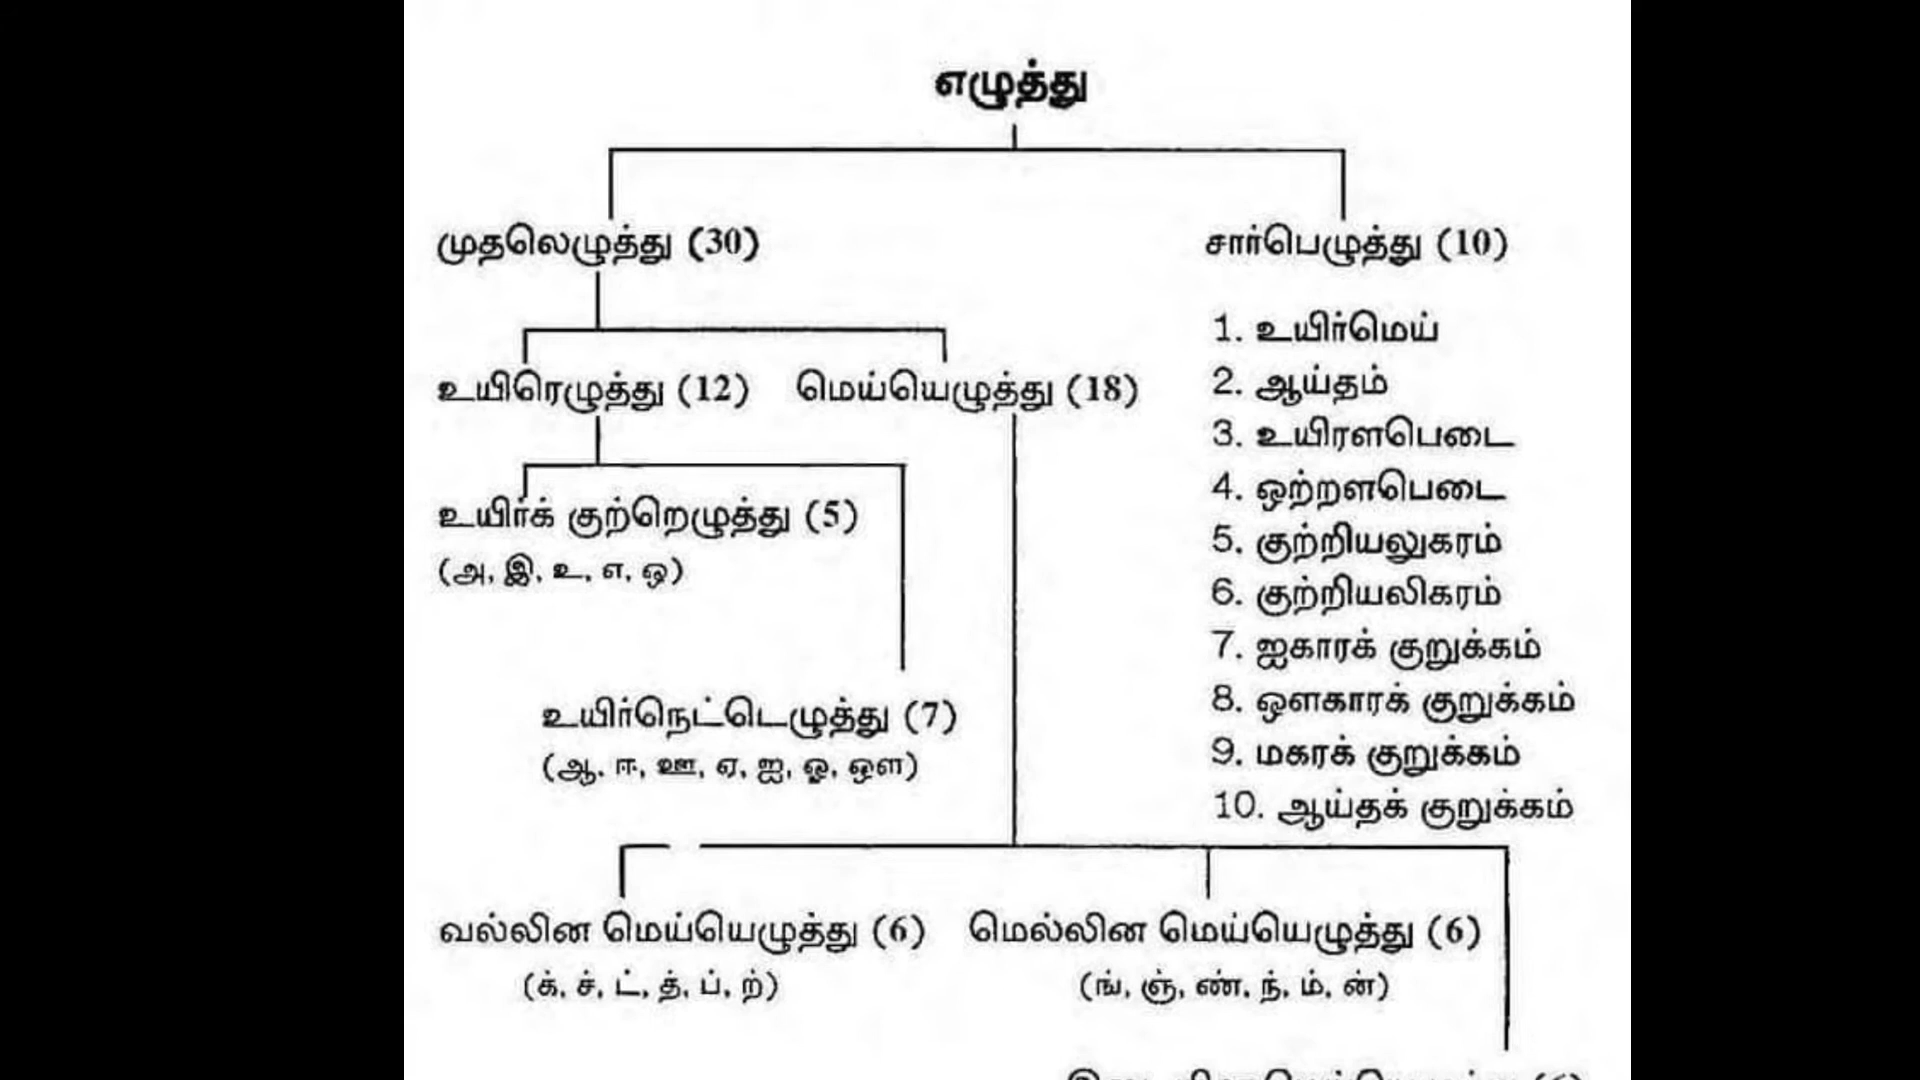 எழுத்து
முதலெழுத்து (30)
சார்பெழுத்து (10)
உயிரெழுத்து (12)
மெய்யெழுத்து (18)
உயிர்க் குற்றெழுத்து (5)
(அ, இ, உ, எ, ஒ)
உயிர்நெட்டெழுத்து (7)
(ஆ, ஈ, ஊ, ஏ, ஐ, ஓ, ஔ)
1. உயிர்மெய்
2. ஆய்தம்
3. உயிரளபெடை
4. ஒற்றளபெடை
5. குற்றியலுகரம்
6. குற்றியலிகரம்
7. ஐகாரக் குறுக்கம்
8. ஔகாரக் குறுக்கம்
9. மகரக் குறுக்கம்
10. ஆய்தக் குறுக்கம்
வல்லின மெய்யெழுத்து (6)
(க், ச், ட், த், ப், ற்)
மெல்லின மெய்யெழுத்து (6)
(ங், ஞ், ண், ந், ம், ன்)